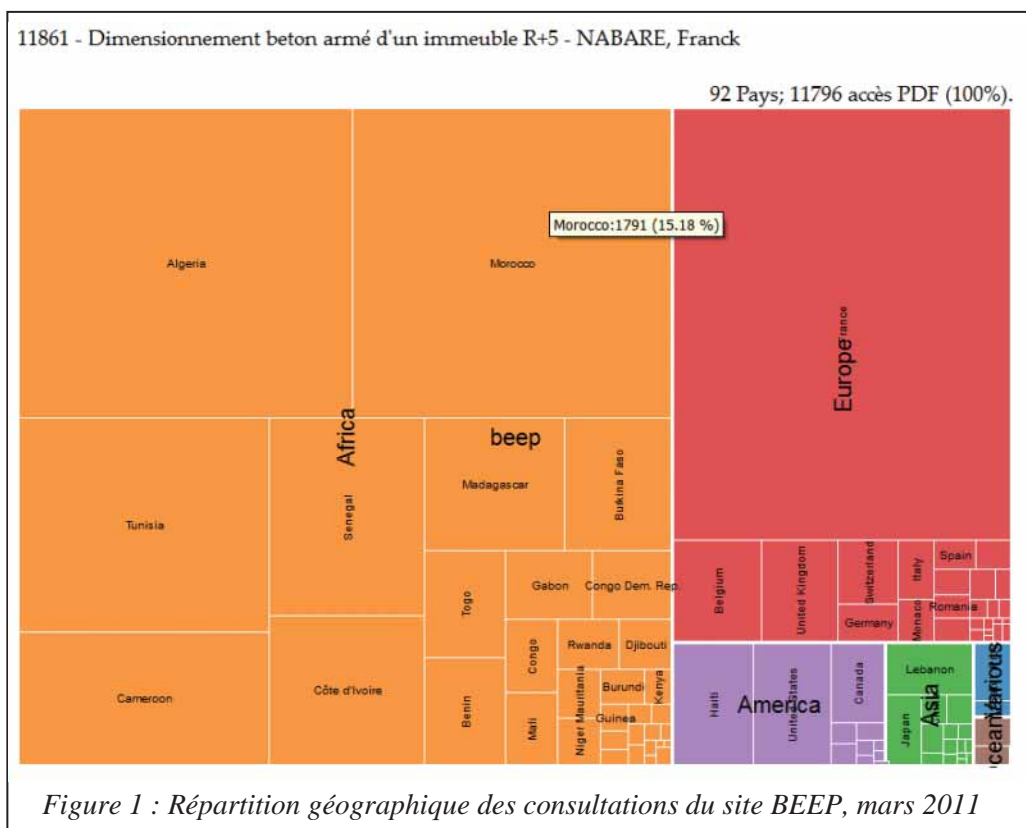 11861 - Dimensionnement beton armé d'un immeuble R+5 - NABARE, Franck
92 Pays; 11796 accès PDF (100%).
Morocco:1791 (15.18 %)
Algeria
Morocco
Africa
beep
Tunisia
Senegal
Madagascar
Burkina Faso
Cameroon
Côte d'Ivoire
Togo
Gabon
Congo Dem. Rep.
Benin
Congo
Rwanda
Djibouti
Mali
Niger
Mauritania
Burundi
Kenya
Guinea
Europe
Belgium
United Kingdom
Switzerland
Germany
Italy
Monaco
Spain
Romania
America
Haiti
United States
Canada
Asia
Lebanon
Japan
Figure 1 : Répartition géographique des consultations du site BEEP, mars 2011